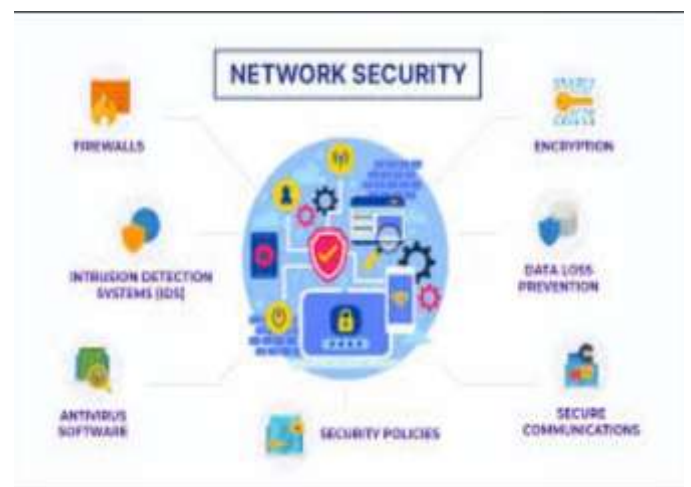 NETWORK SECURITY
FIREWALLS
ENCRYPTION
INTRUSION DETECTION
SYSTEMS (IDS)
DATA LOSS
PREVENTION
ANTIVIRUS
SOFTWARE
SECURITY POLICIES
SECURE
COMMUNICATIONS